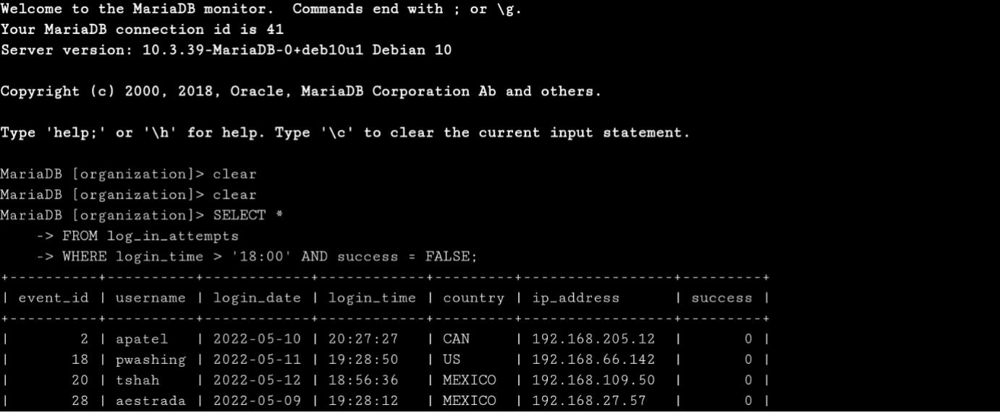 Welcome to the MariaDB monitor.  Commands end with ; or \g.
Your MariaDB connection id is 41
Server version: 10.3.39-MariaDB-0+deb10u1 Debian 10

Copyright (c) 2000, 2018, Oracle, MariaDB Corporation Ab and others.

Type 'help;' or '\h' for help. Type '\c' to clear the current input statement.

MariaDB [organization]> clear
MariaDB [organization]> clear
MariaDB [organization]> SELECT *
    -> FROM log_in_attempts
    -> WHERE login_time > '18:00' AND success = FALSE;
+----------+----------+------------+------------+---------+-----------------+---------+
| event_id | username | login_date | login_time | country | ip_address      | success |
+----------+----------+------------+------------+---------+-----------------+---------+
|        2 | apatel   | 2022-05-10 | 20:27:27   | CAN     | 192.168.205.12  |       0 |
|       18 | pwashing | 2022-05-11 | 19:28:50   | US      | 192.168.66.142  |       0 |
|       20 | tshah    | 2022-05-12 | 18:56:36   | MEXICO  | 192.168.109.50  |       0 |
|       28 | aestrada | 2022-05-09 | 19:28:12   | MEXICO  | 192.168.27.57   |       0 |